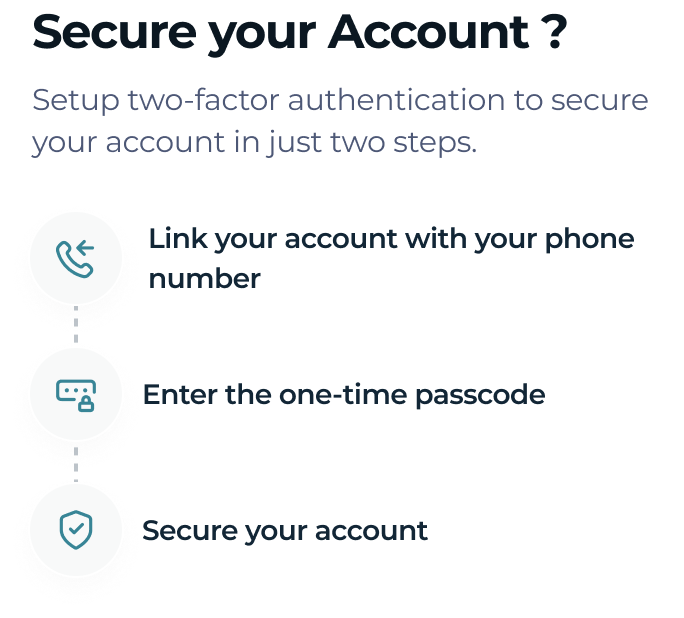 Secure your Account ?
Setup two-factor authentication to secure
your account in just two steps.
Link your account with your phone
number
Enter the one-time passcode
Secure your account